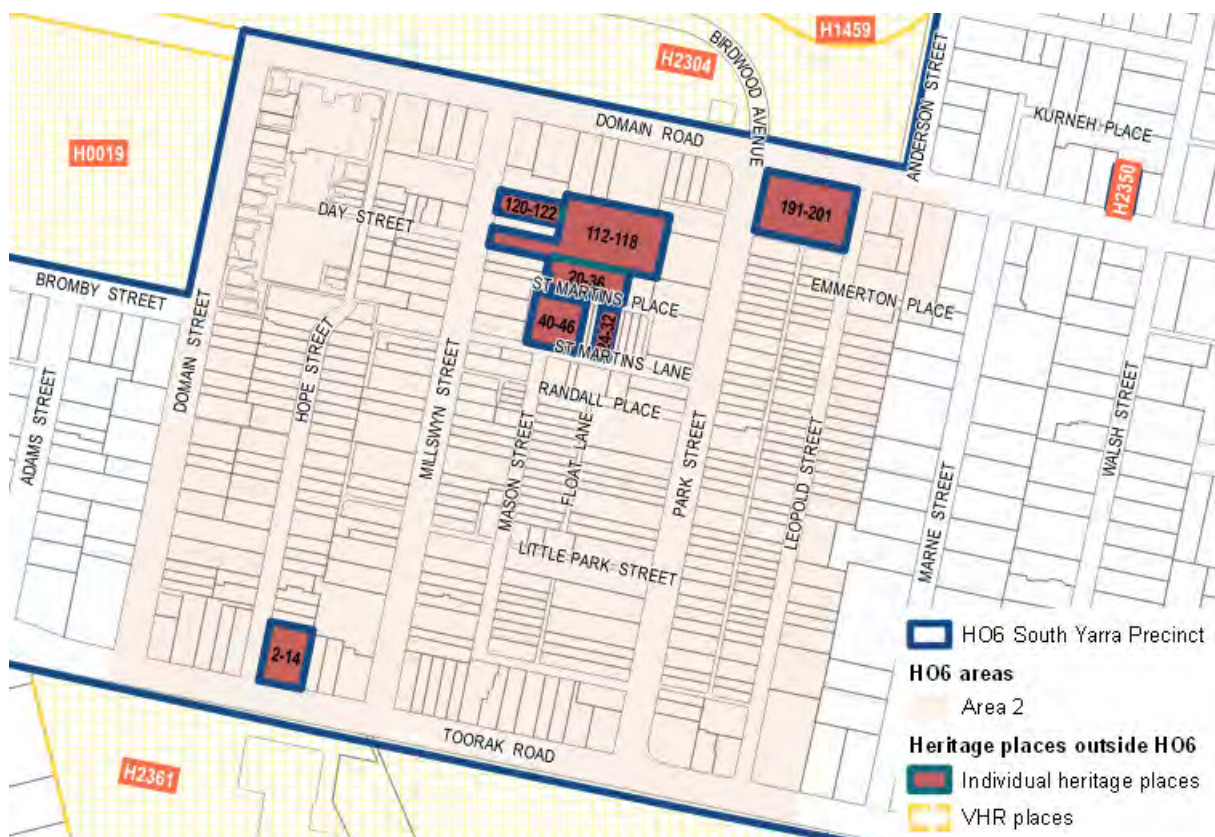 H1459
H2304
BIRDWOOD AVENUE
ANDERSON STREET
KURNEH PLACE
DOMAIN ROAD
H0019
H2350
120-122
112-118
191-201
DAY STREET
20-36
ST MARTINS PLACE
EMMERTON PLACE
BROMBY STREET
40-46
24-32
ST MARTINS LANE
DOMAIN STREET
HOPE STREET
MILLSWYN STREET
RANDALL PLACE
ADAMS STREET
MASON STREET
FLOAT LANE
PARK STREET
LEOPOLD STREET
WALSH STREET
MARNE STREET
LITTLE PARK STREET
2-14
TOORAK ROAD
H2361
HO6 South Yarra Precinct
HO6 areas
Area 2
Heritage places outside HO6
Individual heritage places
VHR places